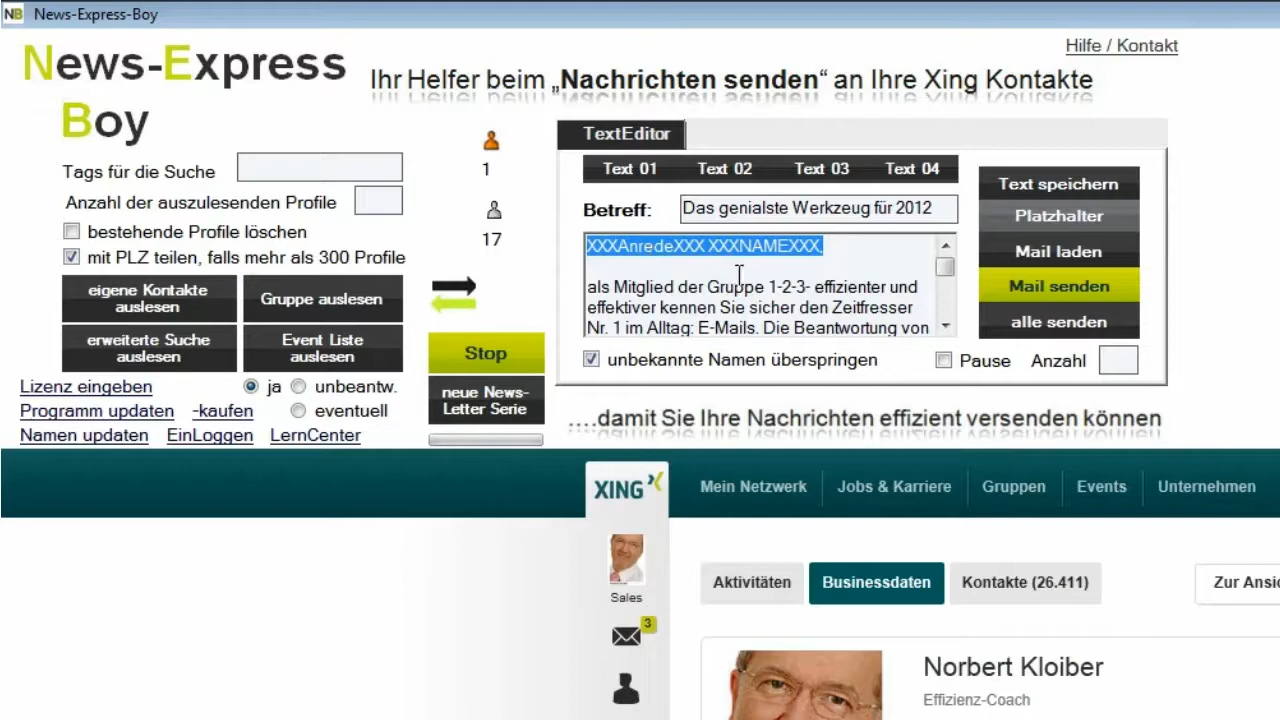 NB News-Express-Boy
Hilfe / Kontakt
News-Express
Boy
Ihr Helfer beim „Nachrichten senden“ an Ihre Xing Kontakte
Tags für die Suche
Anzahl der auszulesenden Profile
bestehende Profile löschen
mit PLZ teilen, falls mehr als 300 Profile
eigene Kontakte
auslesen
Gruppe auslesen
erweiterte Suche
auslesen
Event Liste
auslesen
Lizenz eingeben
ja
unbeantw.
Programm updaten
-kaufen
eventuell
Namen updaten
EinLoggen
LernCenter
1
17
Stop
neue News-
Letter Serie
TextEditor
Text 01
Text 02
Text 03
Text 04
Betreff:
Das genialste Werkzeug für 2012
XXXAnredeXXX XXXNAMEXXX,
als Mitglied der Gruppe 1-2-3- effizienter und
effektiver kennen Sie sicher den Zeitfresser
Nr. 1 im Alltag: E-Mails. Die Beantwortung von
unbekannte Namen überspringen
Pause
Anzahl
Text speichern
Platzhalter
Mail laden
Mail senden
alle senden
....damit Sie Ihre Nachrichten effizient versenden können
XING
Mein Netzwerk
Jobs & Karriere
Gruppen
Events
Unternehmen
Sales
3
Aktivitäten
Businessdaten
Kontakte (26.411)
Zur Ansi
Norbert Kloiber
Effizienz-Coach